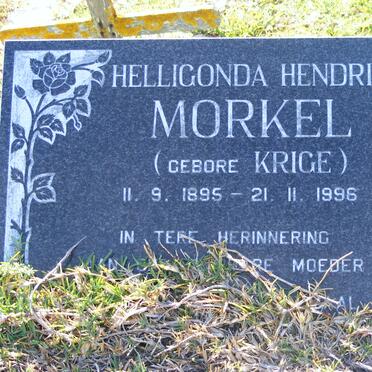 HELLIGONDA HENDRI
MORKEL
(GEBORE KRIGE)
11. 9. 1895 – 21. 11. 1996
IN TERE HERINNERING
MOEDER